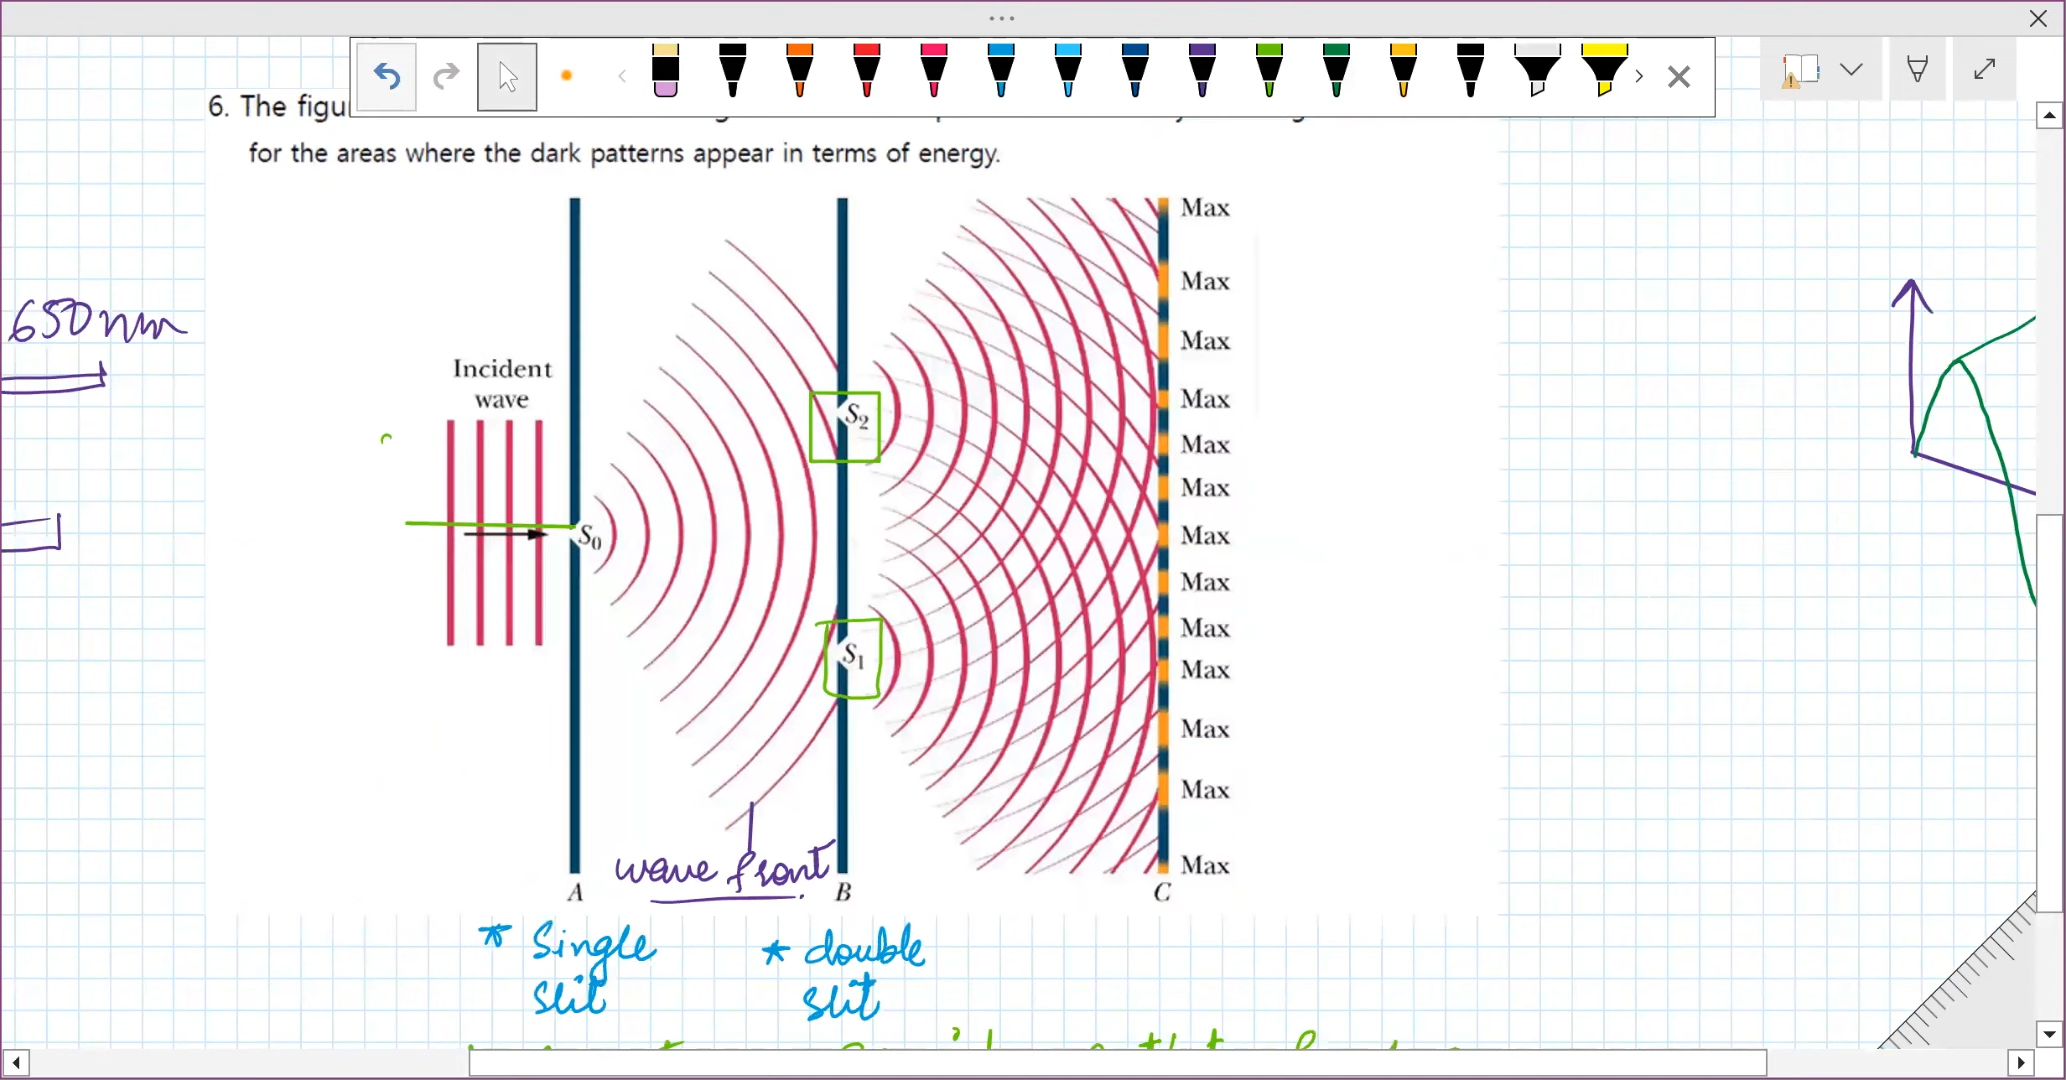 6. The figu
for the areas where the dark patterns appear in terms of energy.
650nm
Incident
wave
S0
S2
S1
Max
Max
Max
Max
Max
Max
Max
Max
Max
Max
Max
Max
Max
wave front
A
B
C
* Single
slit
* double
slit